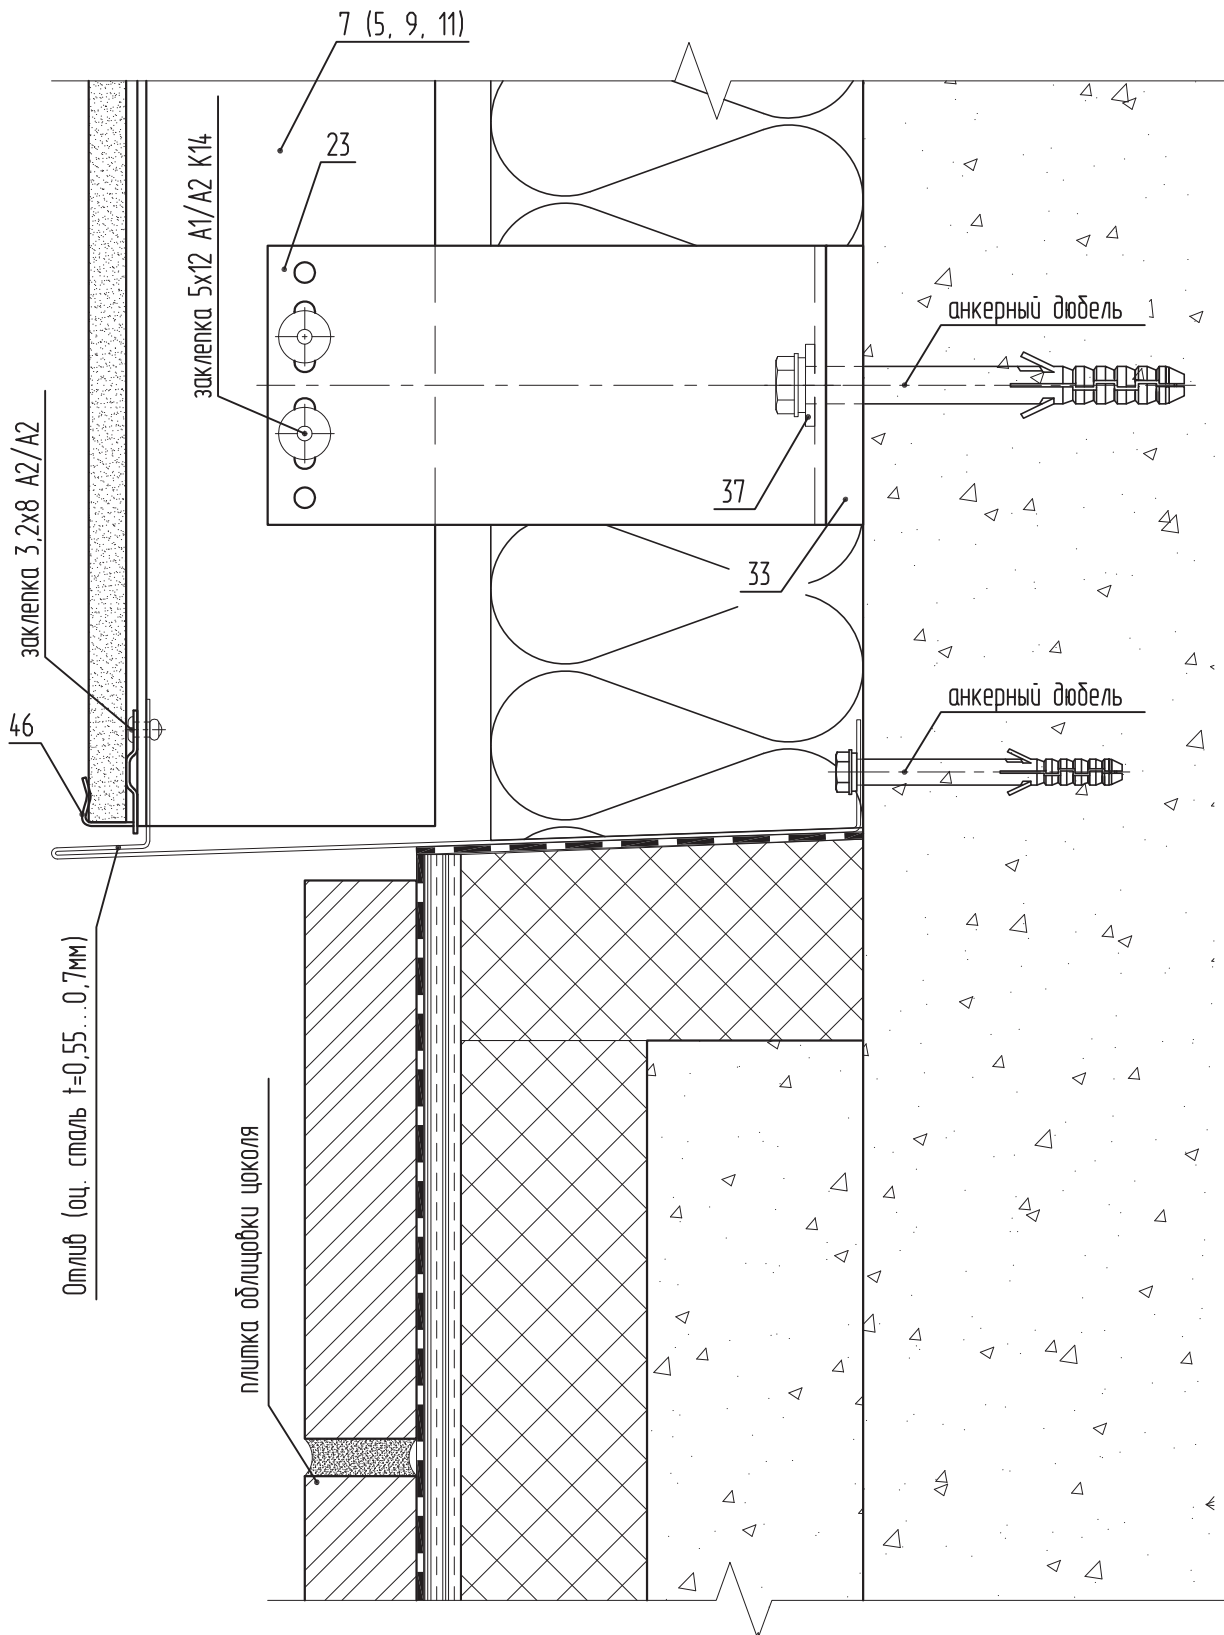 7 (5, 9, 11)
23
заклепка 5х12 А1/А2 К14
анкерный дюбель
заклепка 3,2х8 А2/А2
37
33
46
анкерный дюбель
Отлив (оц. сталь t=0,55...0,7мм)
плитка облицовки цоколя